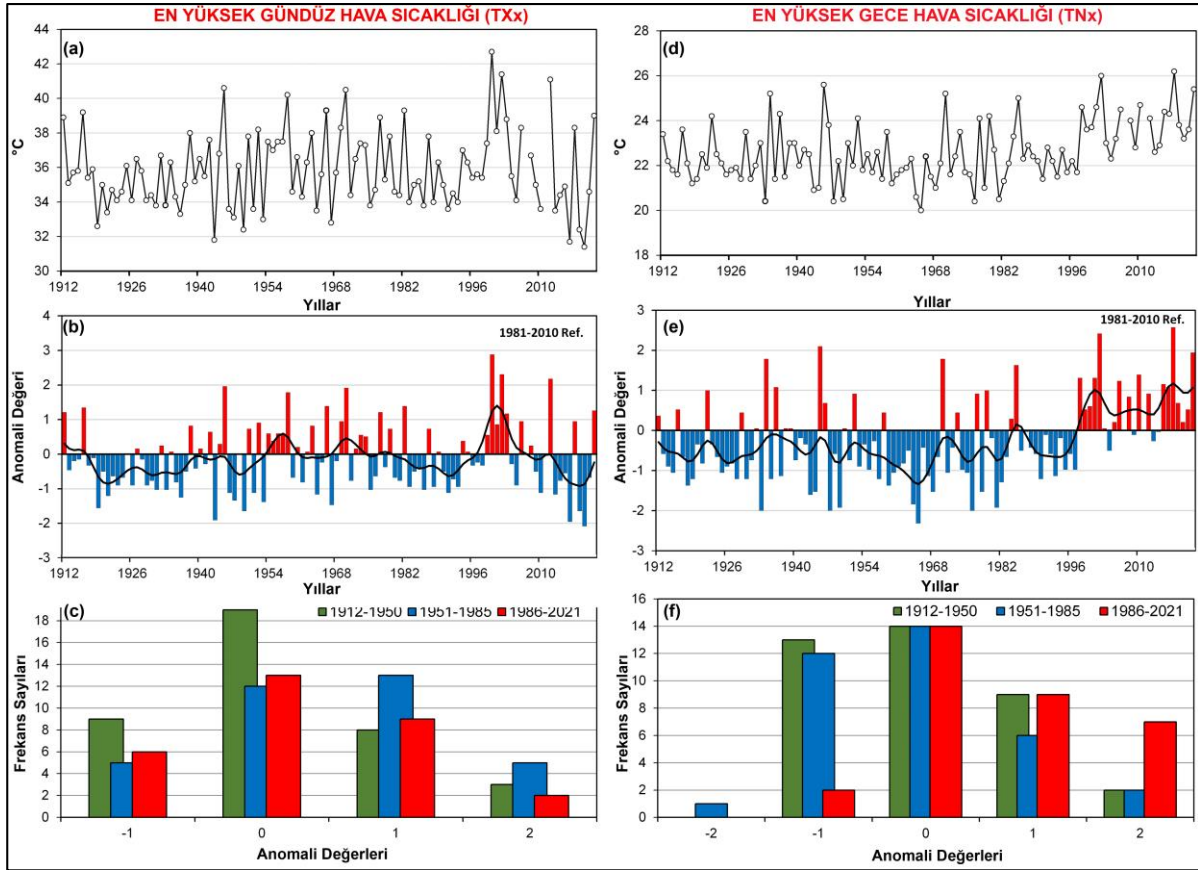 EN YÜKSEK GÜNDÜZ HAVA SICAKLIĞI (TXx)
(a)
°C
44
42
40
38
36
34
32
30
1912 1926 1940 1954 1968 1982 1996 2010
Yıllar
(b)
1981-2010 Ref.
Anomali Değeri
4
3
2
1
0
-1
-2
-3
1912 1926 1940 1954 1968 1982 1996 2010
Yıllar
(c)
1912-1950 1951-1985 1986-2021
Frekans Sayıları
18
16
14
12
10
8
6
4
2
0
-1 0 1 2
Anomali Değerleri
EN YÜKSEK GECE HAVA SICAKLIĞI (TNx)
(d)
°C
28
26
24
22
20
18
1912 1926 1940 1954 1968 1982 1996 2010
Yıllar
(e)
1981-2010 Ref.
Anomali Değeri
3
2
1
0
-1
-2
-3
1912 1926 1940 1954 1968 1982 1996 2010
Yıllar
(f)
1912-1950 1951-1985 1986-2021
Frekans Sayıları
16
14
12
10
8
6
4
2
0
-2 -1 0 1 2
Anomali Değerleri